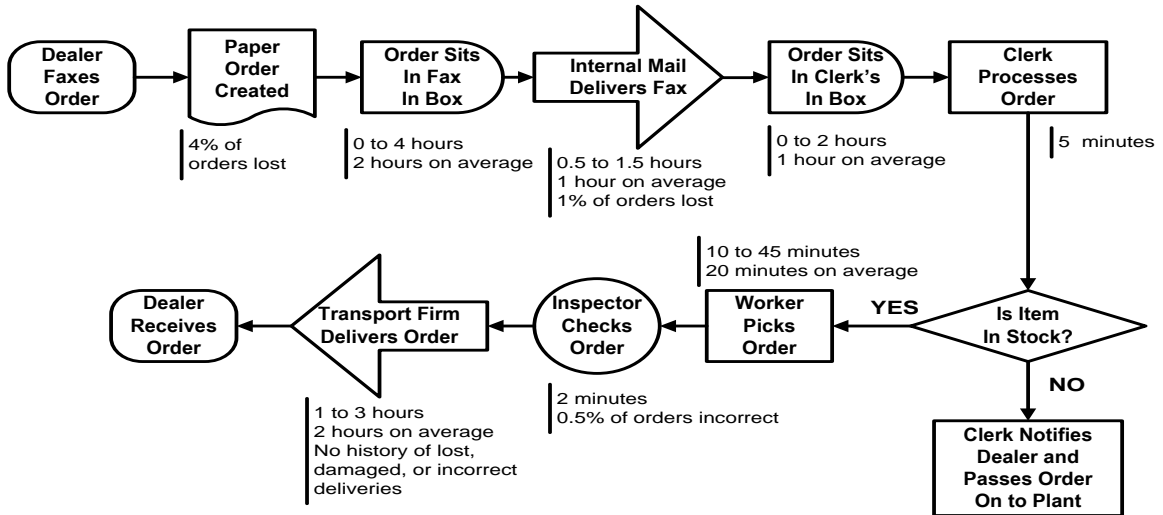 Dealer
Faxes
Order
Paper
Order
Created
4% of
orders lost
Order Sits
In Fax
In Box
0 to 4 hours
2 hours on average
Internal Mail
Delivers Fax
0.5 to 1.5 hours
1 hour on average
1% of orders lost
Order Sits
In Clerk's
In Box
0 to 2 hours
1 hour on average
Clerk
Processes
Order
5 minutes
Is Item
In Stock?
YES
NO
Clerk Notifies
Dealer and
Passes Order
On to Plant
10 to 45 minutes
20 minutes on average
Worker
Picks
Order
Inspector
Checks
Order
2 minutes
0.5% of orders incorrect
Transport Firm
Delivers Order
1 to 3 hours
2 hours on average
No history of lost,
damaged, or incorrect
deliveries
Dealer
Receives
Order